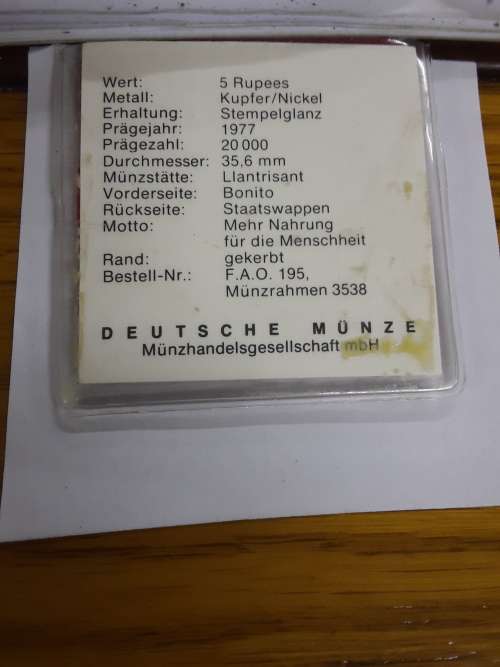 Wert: 5 Rupees
Metall: Kupfer/Nickel
Erhaltung: Stempelglanz
Prägejahr: 1977
Prägezahl: 20 000
Durchmesser: 35,6 mm
Münzstätte: Llantrisant
Vorderseite: Bonito
Rückseite: Staatswappen
Motto: Mehr Nahrung
für die Menschheit
Rand: gekerbt
Bestell-Nr.: F.A.O. 195,
Münzrahmen 3538
DEUTSCHE MÜNZE
Münzhandelsgesellschaft mbH